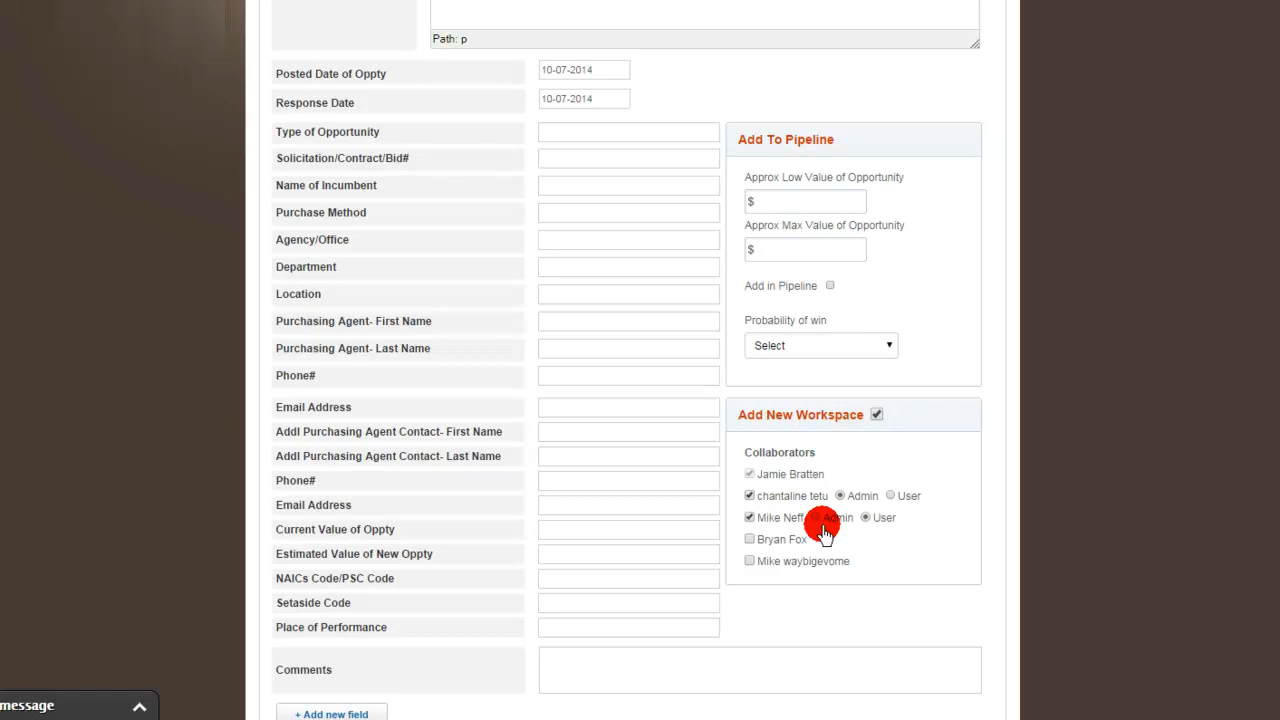 Path: p
Posted Date of Oppty
10-07-2014
Response Date
10-07-2014
Type of Opportunity
Solicitation/Contract/Bid#
Name of Incumbent
Purchase Method
Agency/Office
Department
Location
Purchasing Agent- First Name
Purchasing Agent- Last Name
Phone#
Email Address
Addl Purchasing Agent Contact- First Name
Addl Purchasing Agent Contact- Last Name
Phone#
Email Address
Current Value of Oppty
Estimated Value of New Oppty
NAICs Code/PSC Code
Setaside Code
Place of Performance
Comments
+ Add new field
Add To Pipeline
Approx Low Value of Opportunity
$
Approx Max Value of Opportunity
$
Add in Pipeline
Probability of win
Select
Add New Workspace
Collaborators
Jamie Bratten
chantaline tetu Admin User
Mike Neff Admin User
Bryan Fox
Mike waybigevome
message